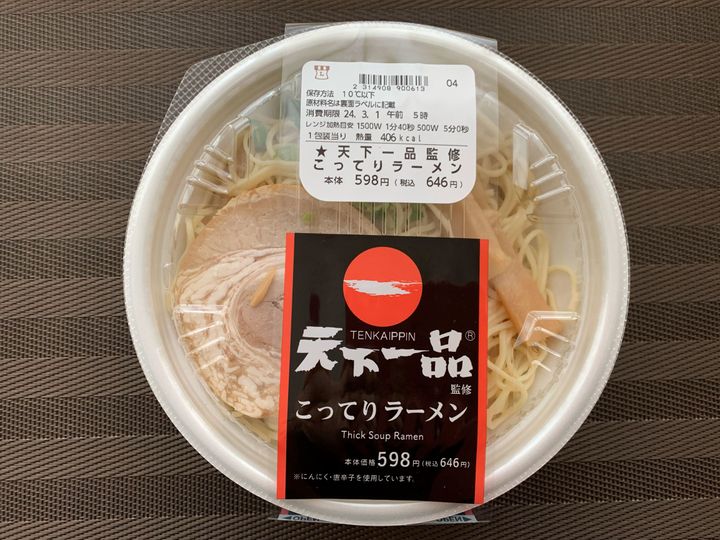 04
2 314908 900613
保存方法 10℃以下
原材料名は裏面ラベルに記載
消費期限 24. 3. 1 午前 5時
レンジ加熱目安 1500W 1分40秒 500W 5分0秒
1包装当り 熱量 406kcal
★天下一品監修
こってりラーメン
本体 598円(税込 646円)
TENKAIPPIN
天下一品®
監修
こってりラーメン
Thick Soup Ramen
本体価格598円(税込646円)
※にんにく・唐辛子を使用しています。